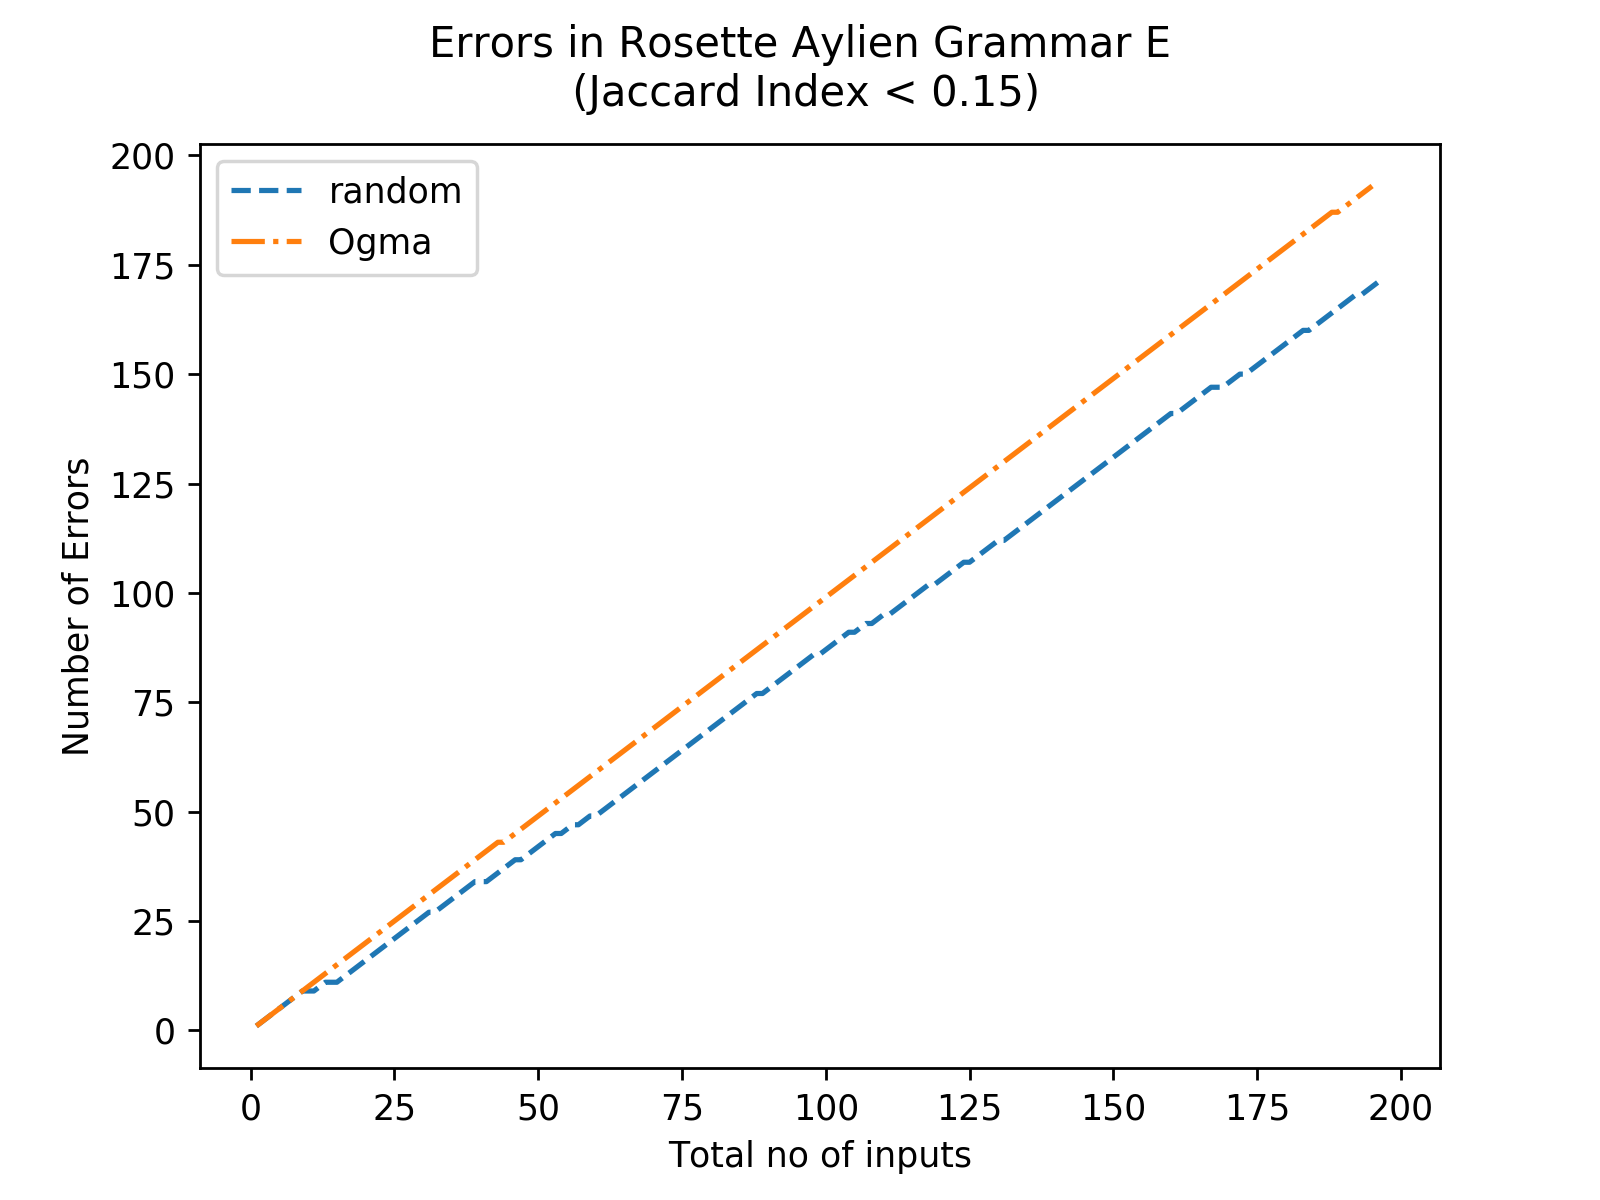 Errors in Rosette Aylien Grammar E
(Jaccard Index < 0.15)
200
175
150
125
100
75
50
25
0
Number of Errors
random
Ogma
0 25 50 75 100 125 150 175 200
Total no of inputs